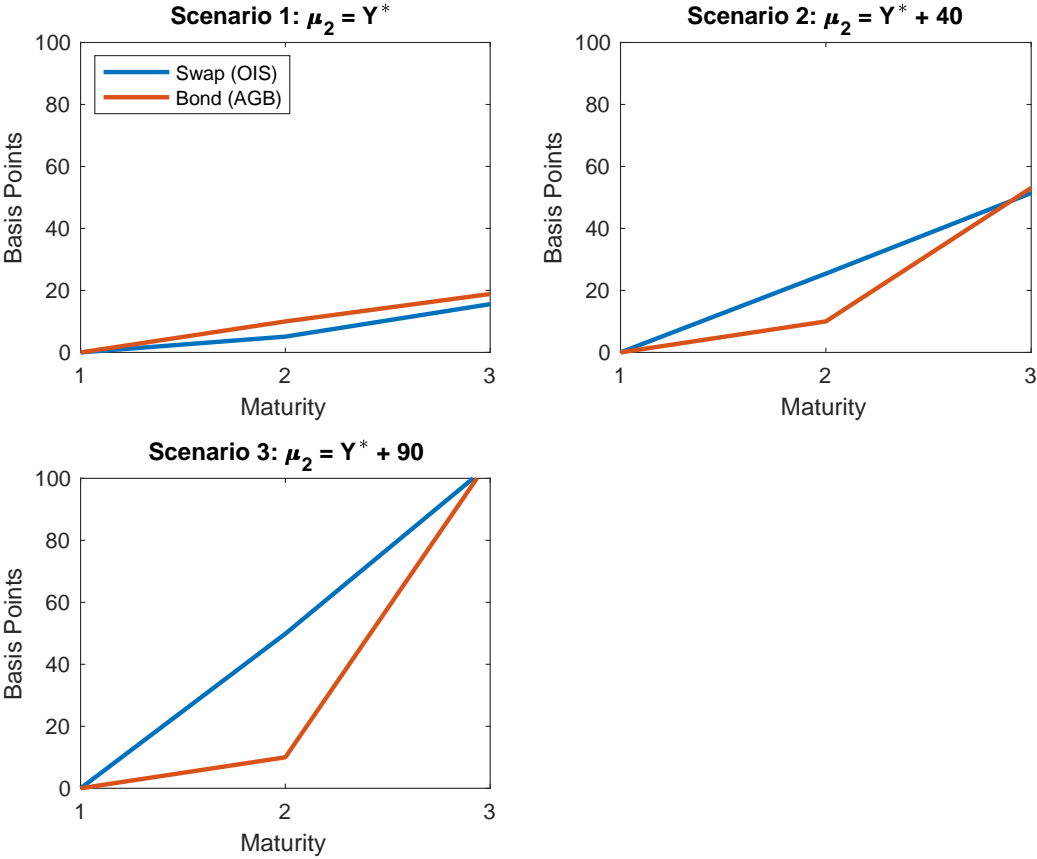 Scenario 1: μ₂ = Y*
100
80
60
40
20
0
Basis Points
Swap (OIS)
Bond (AGB)
1 2 3
Maturity
Scenario 2: μ₂ = Y* + 40
100
80
60
40
20
0
Basis Points
1 2 3
Maturity
Scenario 3: μ₂ = Y* + 90
100
80
60
40
20
0
Basis Points
1 2 3
Maturity